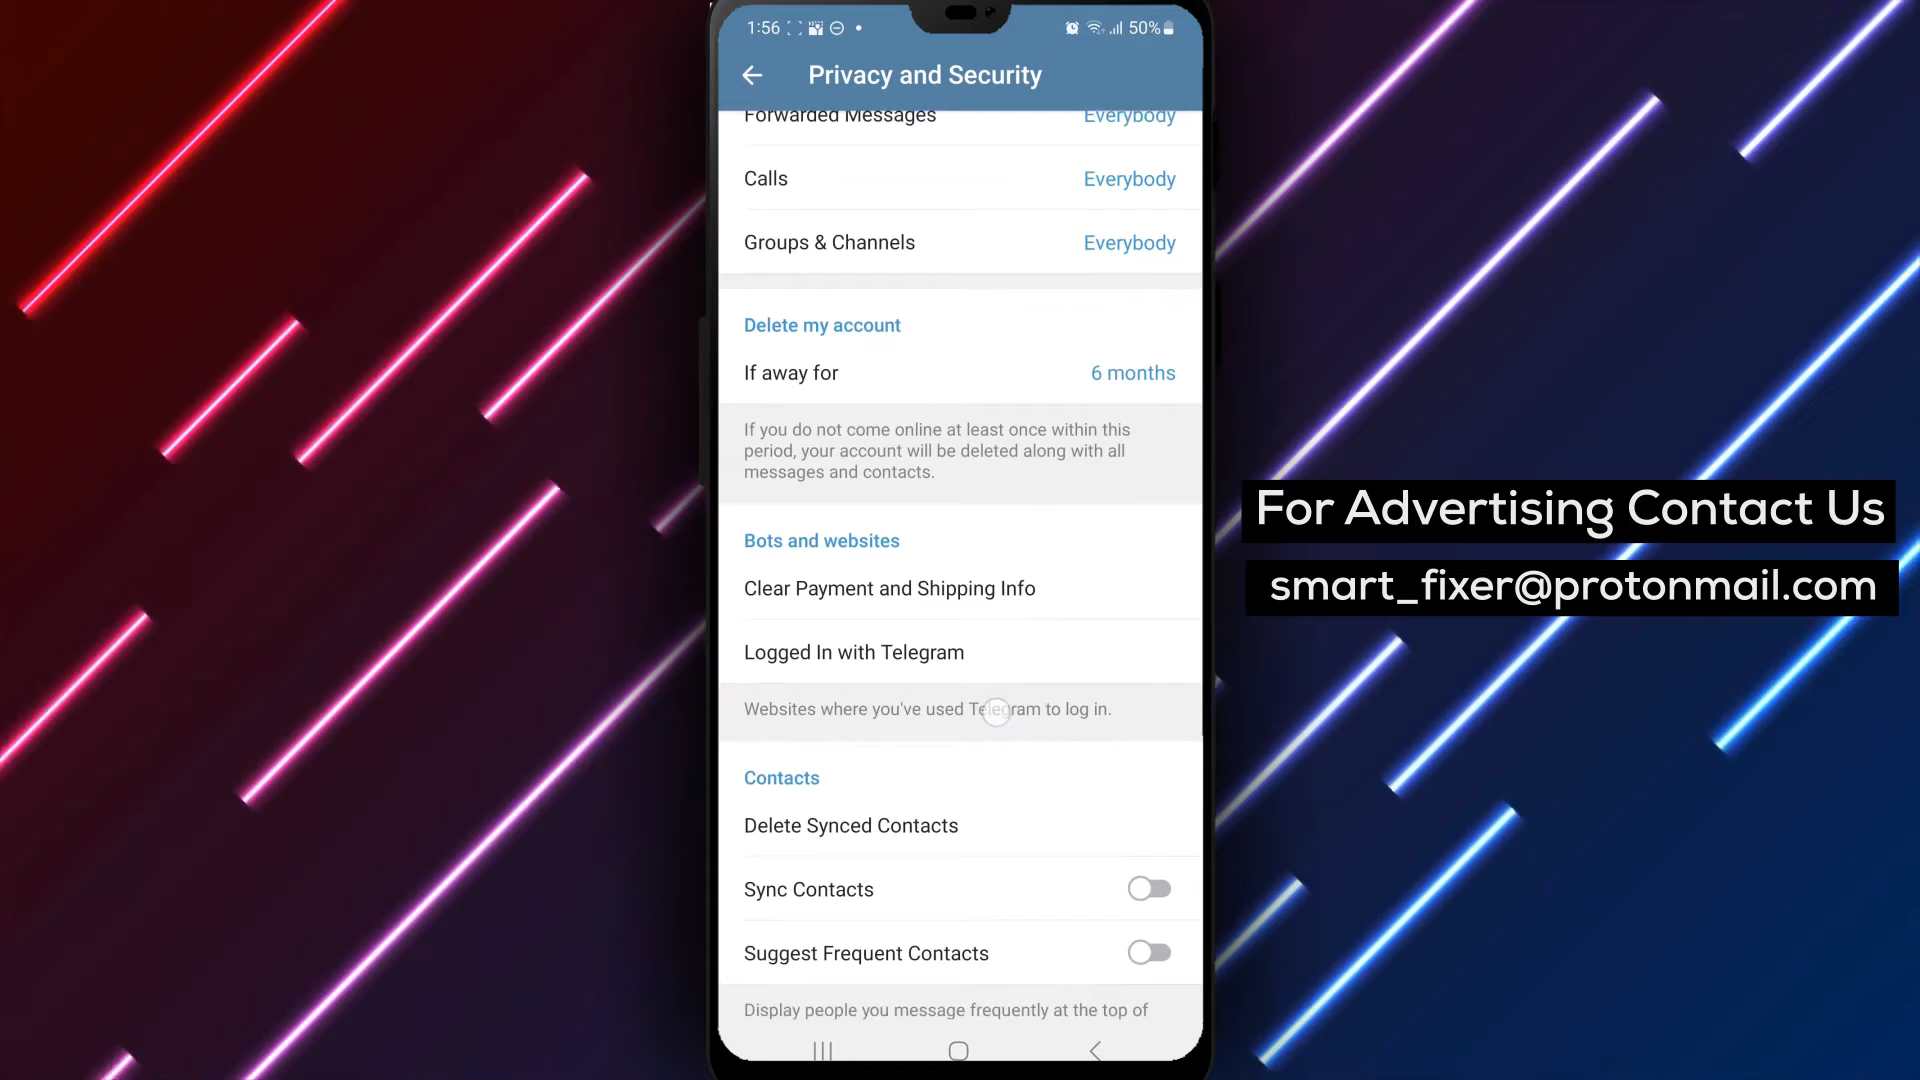 1:56
50%
Privacy and Security
Forwarded Messages Everybody
Calls Everybody
Groups & Channels Everybody
Delete my account
If away for 6 months
If you do not come online at least once within this
period, your account will be deleted along with all
messages and contacts.
Bots and websites
Clear Payment and Shipping Info
Logged In with Telegram
Websites where you've used Telegram to log in.
Contacts
Delete Synced Contacts
Sync Contacts
Suggest Frequent Contacts
Display people you message frequently at the top of
For Advertising Contact Us
smart_fixer@protonmail.com